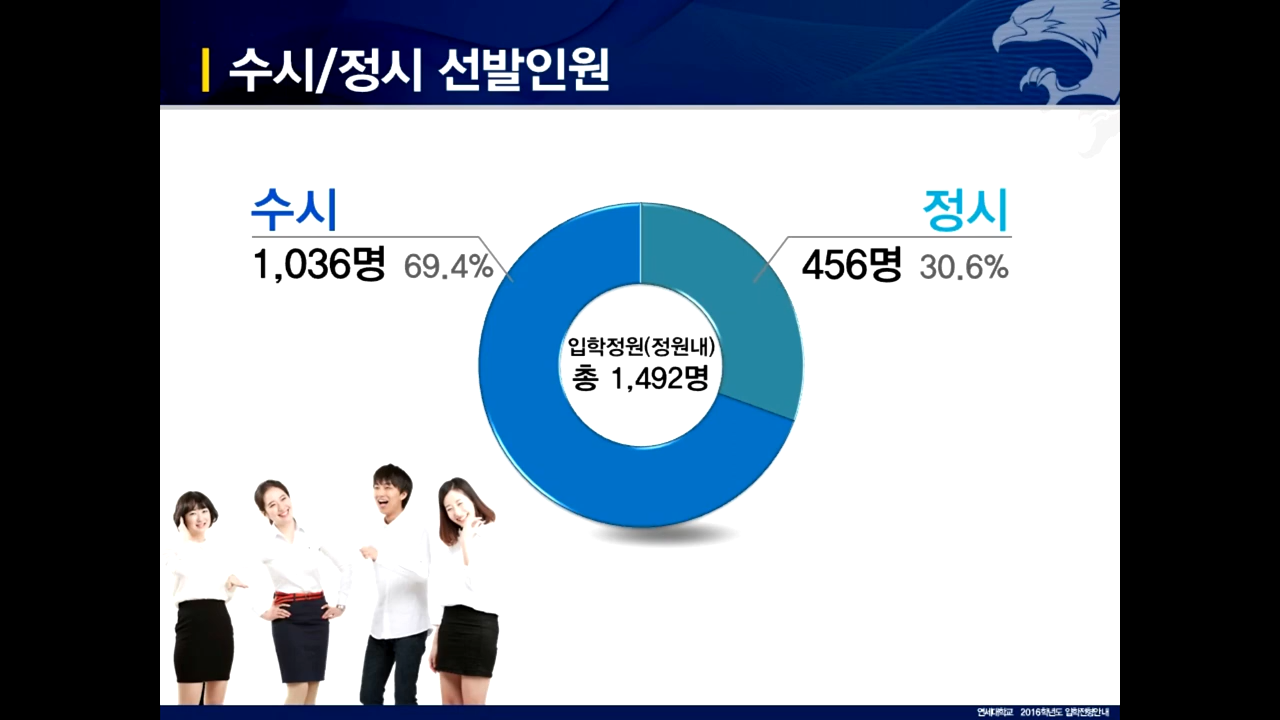 수시/정시 선발인원
수시
1,036명 69.4%
정시
456명 30.6%
입학정원(정원내)
총 1,492명
연세대학교 2016학년도 입학전형안내